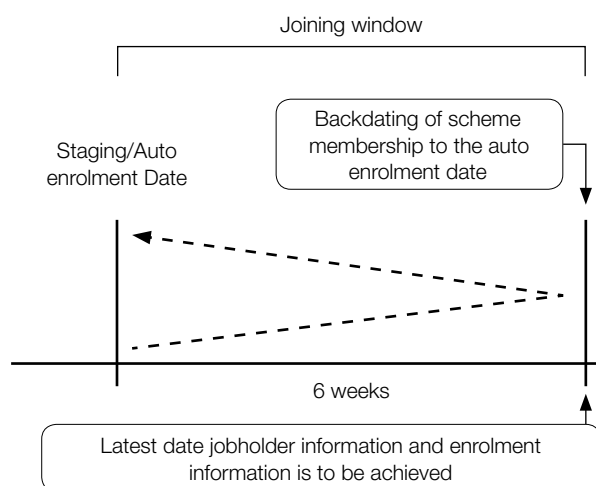 Joining window
Backdating of scheme
membership to the auto
enrolment date
Staging/Auto
enrolment Date
6 weeks
Latest date jobholder information and enrolment
information is to be achieved